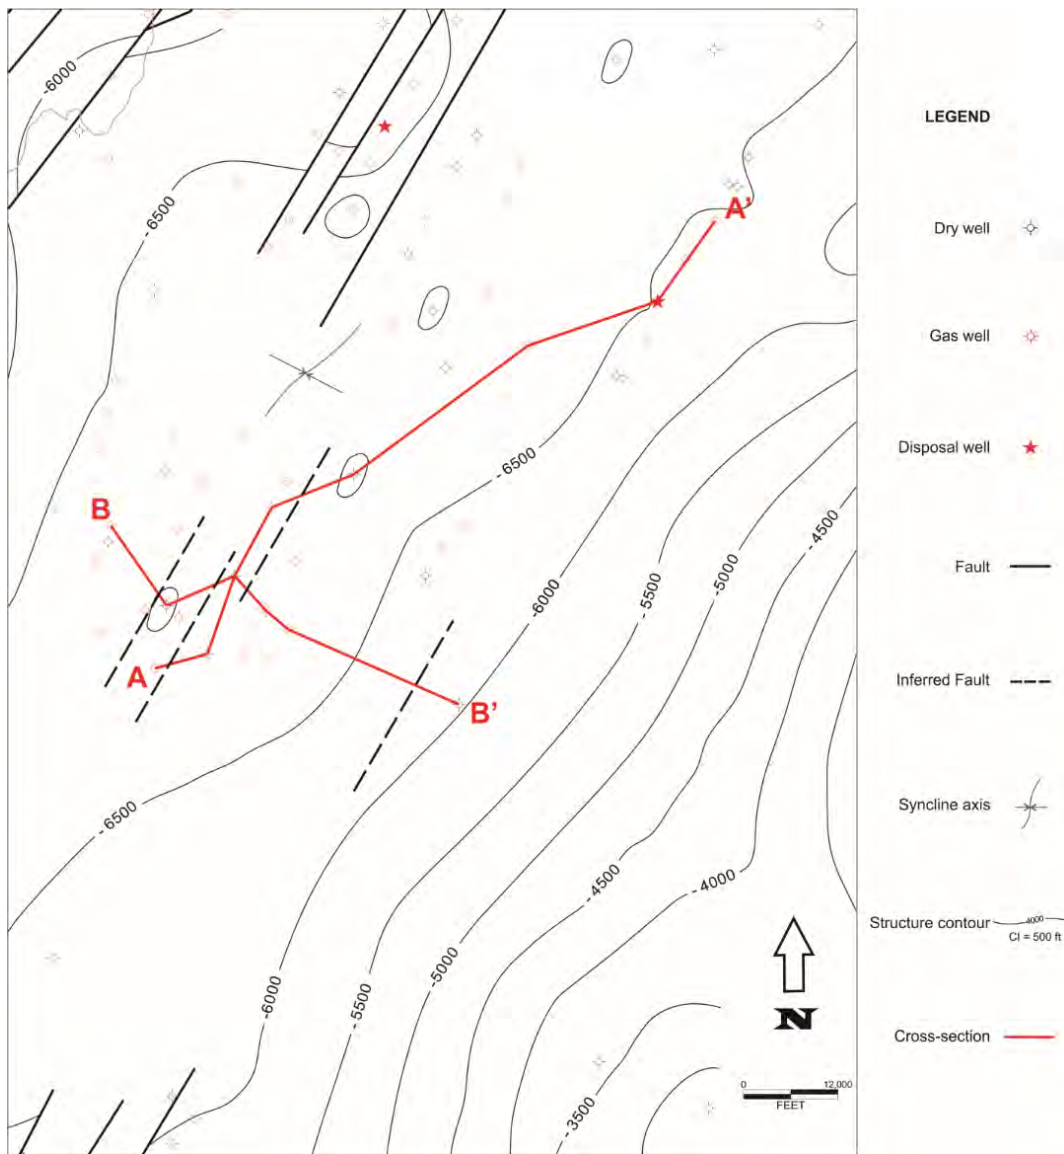 -6000
-6500
A'
-6500
-4500
B
-5000
-5500
-6000
A
B'
-6500
-4500
-4000
-5000
-6000
-5500
-3500
N
0 12,000
FEET
LEGEND
Dry well
Gas well
Disposal well
Fault
Inferred Fault
Syncline axis
Structure contour
-4000
CI = 500 ft
Cross-section